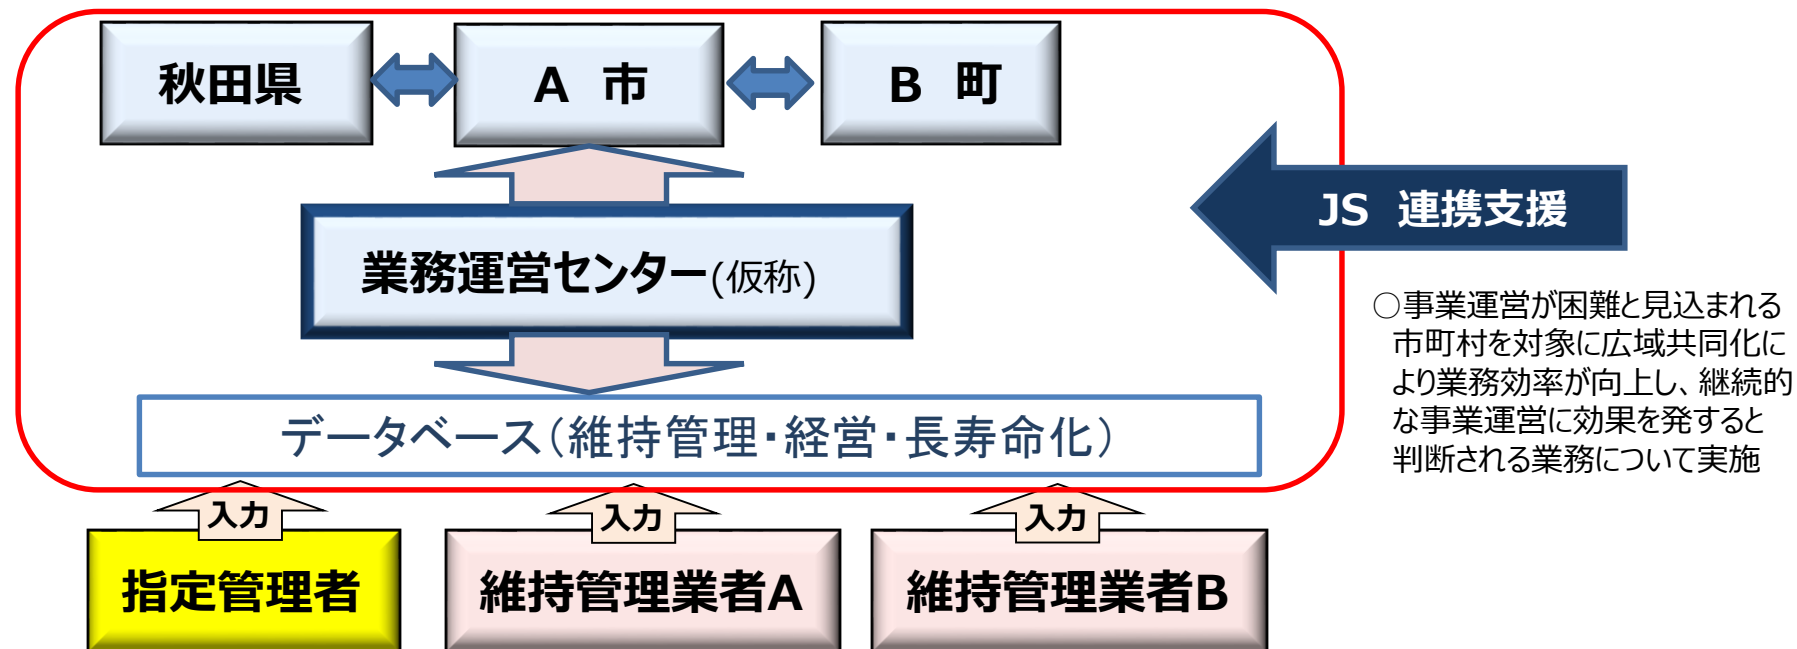 秋田県
A 市
B 町
JS 連携支援
業務運営センター(仮称)
○事業運営が困難と見込まれる
市町村を対象に広域共同化に
より業務効率が向上し、継続的
な事業運営に効果を発すると
判断される業務について実施
データベース(維持管理・経営・長寿命化)
入力
入力
入力
指定管理者
維持管理業者A
維持管理業者B